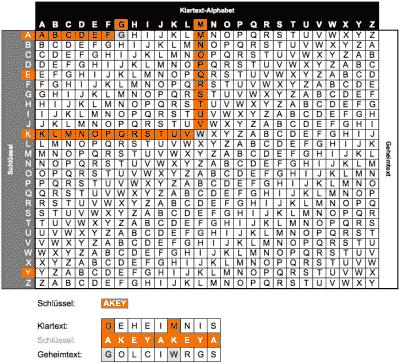 Klartext-Alphabet
A B C D E F G H I J K L M N O P Q R S T U V W X Y Z
Schlüssel
A A B C D E F G H I J K L M N O P Q R S T U V W X Y Z
B B C D E F G H I J K L M N O P Q R S T U V W X Y Z A
C C D E F G H I J K L M N O P Q R S T U V W X Y Z A B
D D E F G H I J K L M N O P Q R S T U V W X Y Z A B C
E E F G H I J K L M N O P Q R S T U V W X Y Z A B C D
F F G H I J K L M N O P Q R S T U V W X Y Z A B C D E
G G H I J K L M N O P Q R S T U V W X Y Z A B C D E F
H H I J K L M N O P Q R S T U V W X Y Z A B C D E F G
I I J K L M N O P Q R S T U V W X Y Z A B C D E F G H
J J K L M N O P Q R S T U V W X Y Z A B C D E F G H I
K K L M N O P Q R S T U V W X Y Z A B C D E F G H I J
L L M N O P Q R S T U V W X Y Z A B C D E F G H I J K
M M N O P Q R S T U V W X Y Z A B C D E F G H I J K L
N N O P Q R S T U V W X Y Z A B C D E F G H I J K L M
O O P Q R S T U V W X Y Z A B C D E F G H I J K L M N
P P Q R S T U V W X Y Z A B C D E F G H I J K L M N O
Q Q R S T U V W X Y Z A B C D E F G H I J K L M N O P
R R S T U V W X Y Z A B C D E F G H I J K L M N O P Q
S S T U V W X Y Z A B C D E F G H I J K L M N O P Q R
T T U V W X Y Z A B C D E F G H I J K L M N O P Q R S
U U V W X Y Z A B C D E F G H I J K L M N O P Q R S T
V V W X Y Z A B C D E F G H I J K L M N O P Q R S T U
W W X Y Z A B C D E F G H I J K L M N O P Q R S T U V
X X Y Z A B C D E F G H I J K L M N O P Q R S T U V W
Y Y Z A B C D E F G H I J K L M N O P Q R S T U V W X
Z Z A B C D E F G H I J K L M N O P Q R S T U V W X Y
Geheimtext
Schlüssel: AKEY
Klartext: G E H E I M N I S
Schlüssel: A K E Y A K E Y A
Geheimtext: G O L C I W R G S